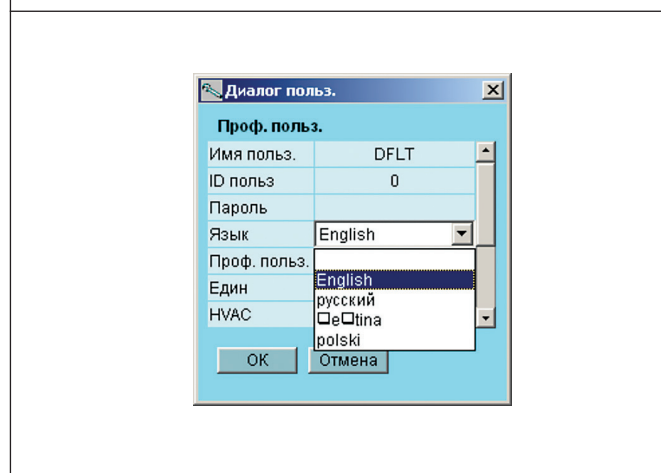 Диалог польз.
Проф. польз.
Имя польз. DFLT
ID польз 0
Пароль
Язык English
Проф. польз.
Един English
HVAC русский
□e□tina
polski
OK Отмена